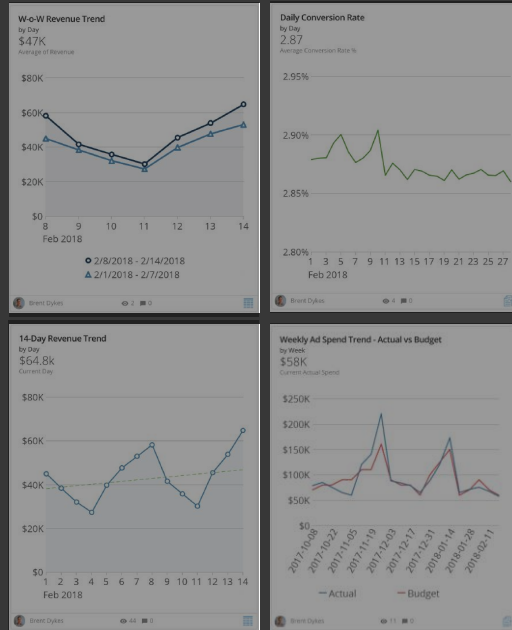 W-o-W Revenue Trend
by Day
$47K
Average of Revenue
$80K
$60K
$40K
$20K
$0
8 9 10 11 12 13 14
Feb 2018
2/8/2018 - 2/14/2018
2/1/2018 - 2/7/2018
Brent Dykes 2 0
Daily Conversion Rate
by Day
2.87
Average Conversion Rate %
2.95%
2.90%
2.85%
2.80%
1 3 5 7 9 11 13 15 17 19 21 23 25 27
Feb 2018
Brent Dykes 4 0
14-Day Revenue Trend
by Day
$64.8k
Current Day
$80K
$60K
$40K
$20K
$0
1 2 3 4 5 6 7 8 9 10 11 12 13 14
Feb 2018
Brent Dykes 44 0
Weekly Ad Spend Trend - Actual vs Budget
by Week
$58K
Current Actual Spend
$250K
$200K
$150K
$100K
$50K
$0
2017-10-08 2017-10-22 2017-11-05 2017-11-19 2017-12-03 2017-12-17 2017-12-31 2018-01-14 2018-01-28 2018-02-11
Actual Budget
Brent Dykes 11 0